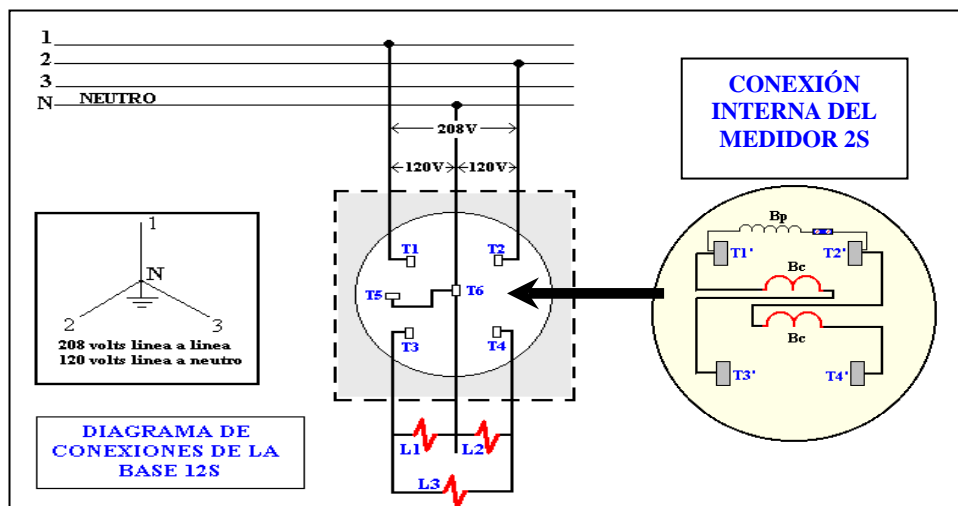 1
2
3
N NEUTRO
208V
120V 120V
T1 T2
T5 T6
T3 T4
L1 L2
L3
1
N
2 3
208 volts linea a linea
120 volts linea a neutro
DIAGRAMA DE
CONEXIONES DE LA
BASE 12S
CONEXIÓN
INTERNA DEL
MEDIDOR 2S
Bp
T1' T2'
Bc
Bc
T3' T4'